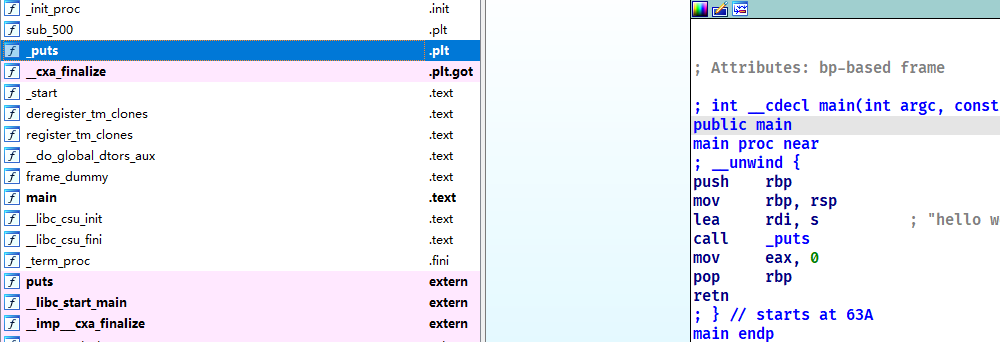 _init_proc .init
sub_500 .plt
_puts .plt
__cxa_finalize .plt.got
_start .text
deregister_tm_clones .text
register_tm_clones .text
__do_global_dtors_aux .text
frame_dummy .text
main .text
__libc_csu_init .text
__libc_csu_fini .text
_term_proc .fini
puts extern
__libc_start_main extern
__imp__cxa_finalize extern
; Attributes: bp-based frame
; int __cdecl main(int argc, const
public main
main proc near
; __unwind {
push rbp
mov rbp, rsp
lea rdi, s ; "hello w
call _puts
mov eax, 0
pop rbp
retn
; } // starts at 63A
main endp